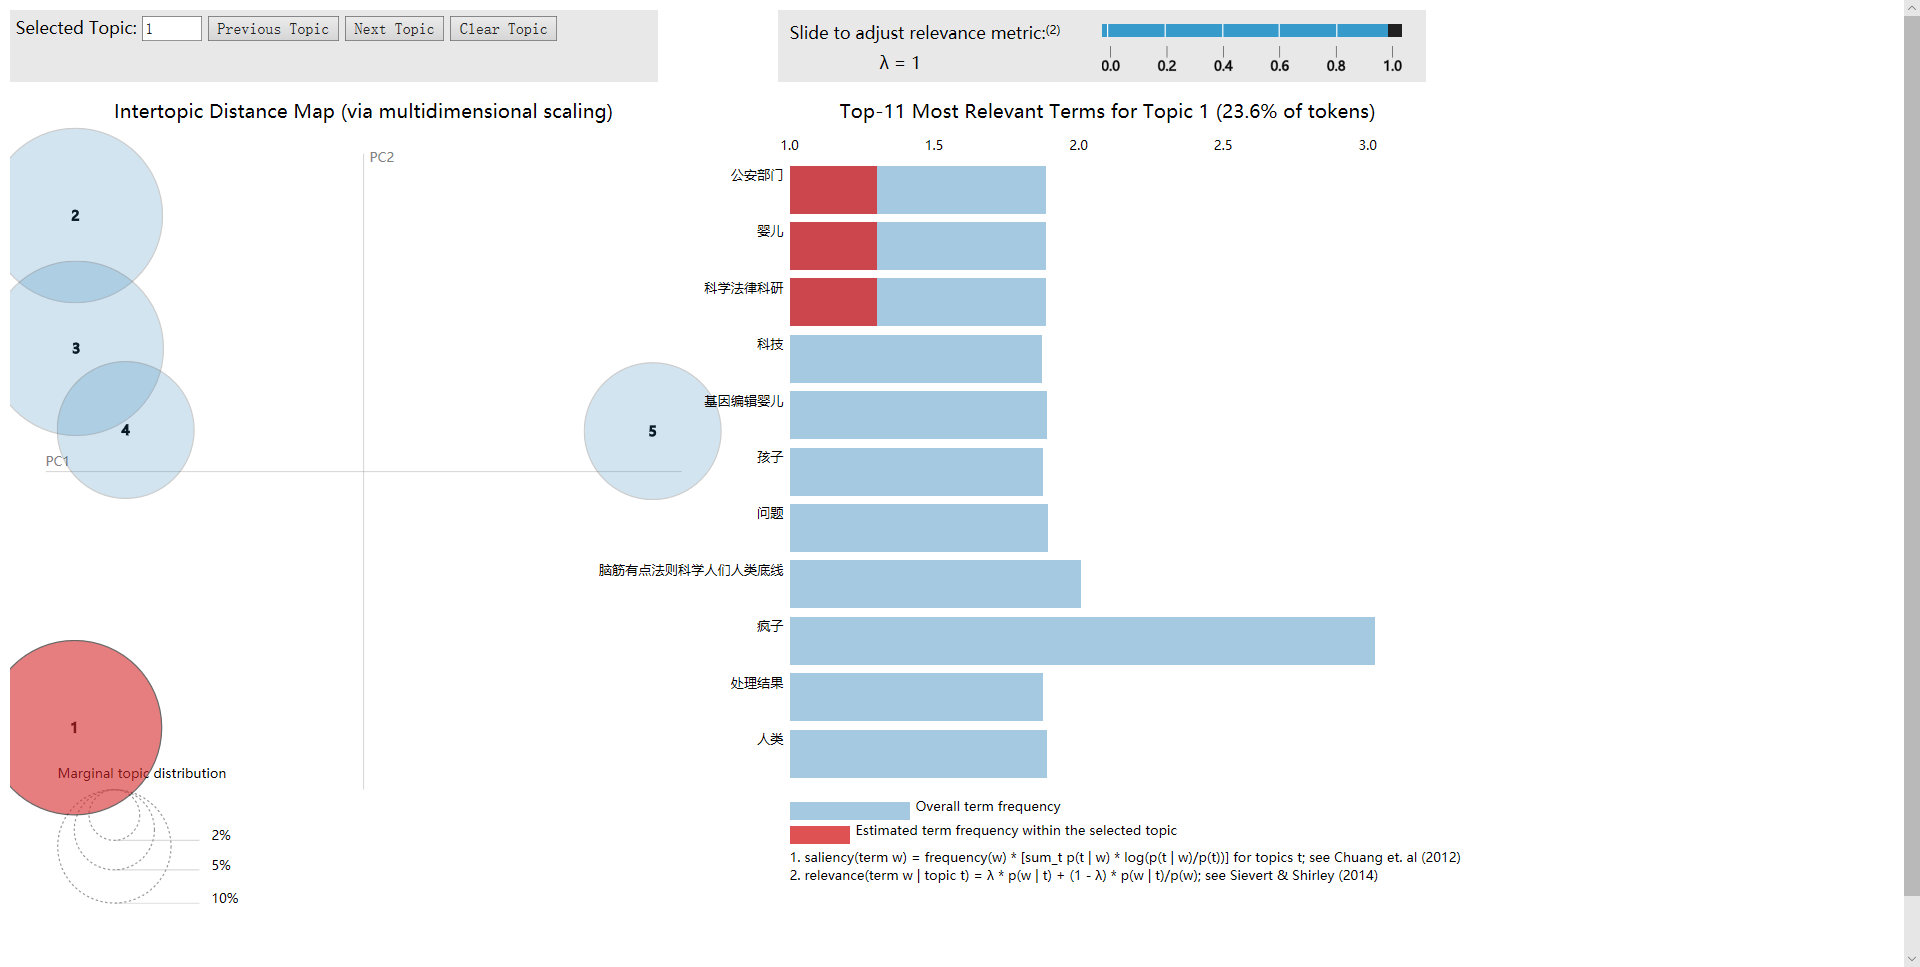 Selected Topic: 1 Previous Topic Next Topic Clear Topic
Slide to adjust relevance metric:(2)
λ = 1
0.0 0.2 0.4 0.6 0.8 1.0
Intertopic Distance Map (via multidimensional scaling)
PC2
2
3
4
5
PC1
1
Marginal topic distribution
2%
5%
10%
Top-11 Most Relevant Terms for Topic 1 (23.6% of tokens)
1.0 1.5 2.0 2.5 3.0
公安部门
婴儿
科学法律科研
科技
基因编辑婴儿
孩子
问题
脑筋有点法则科学人们人类底线
疯子
处理结果
人类
Overall term frequency
Estimated term frequency within the selected topic
1. saliency(term w) = frequency(w) * [sum_t p(t | w) * log(p(t | w)/p(t))] for topics t; see Chuang et. al (2012)
2. relevance(term w | topic t) = λ * p(w | t) + (1 - λ) * p(w | t)/p(w); see Sievert & Shirley (2014)